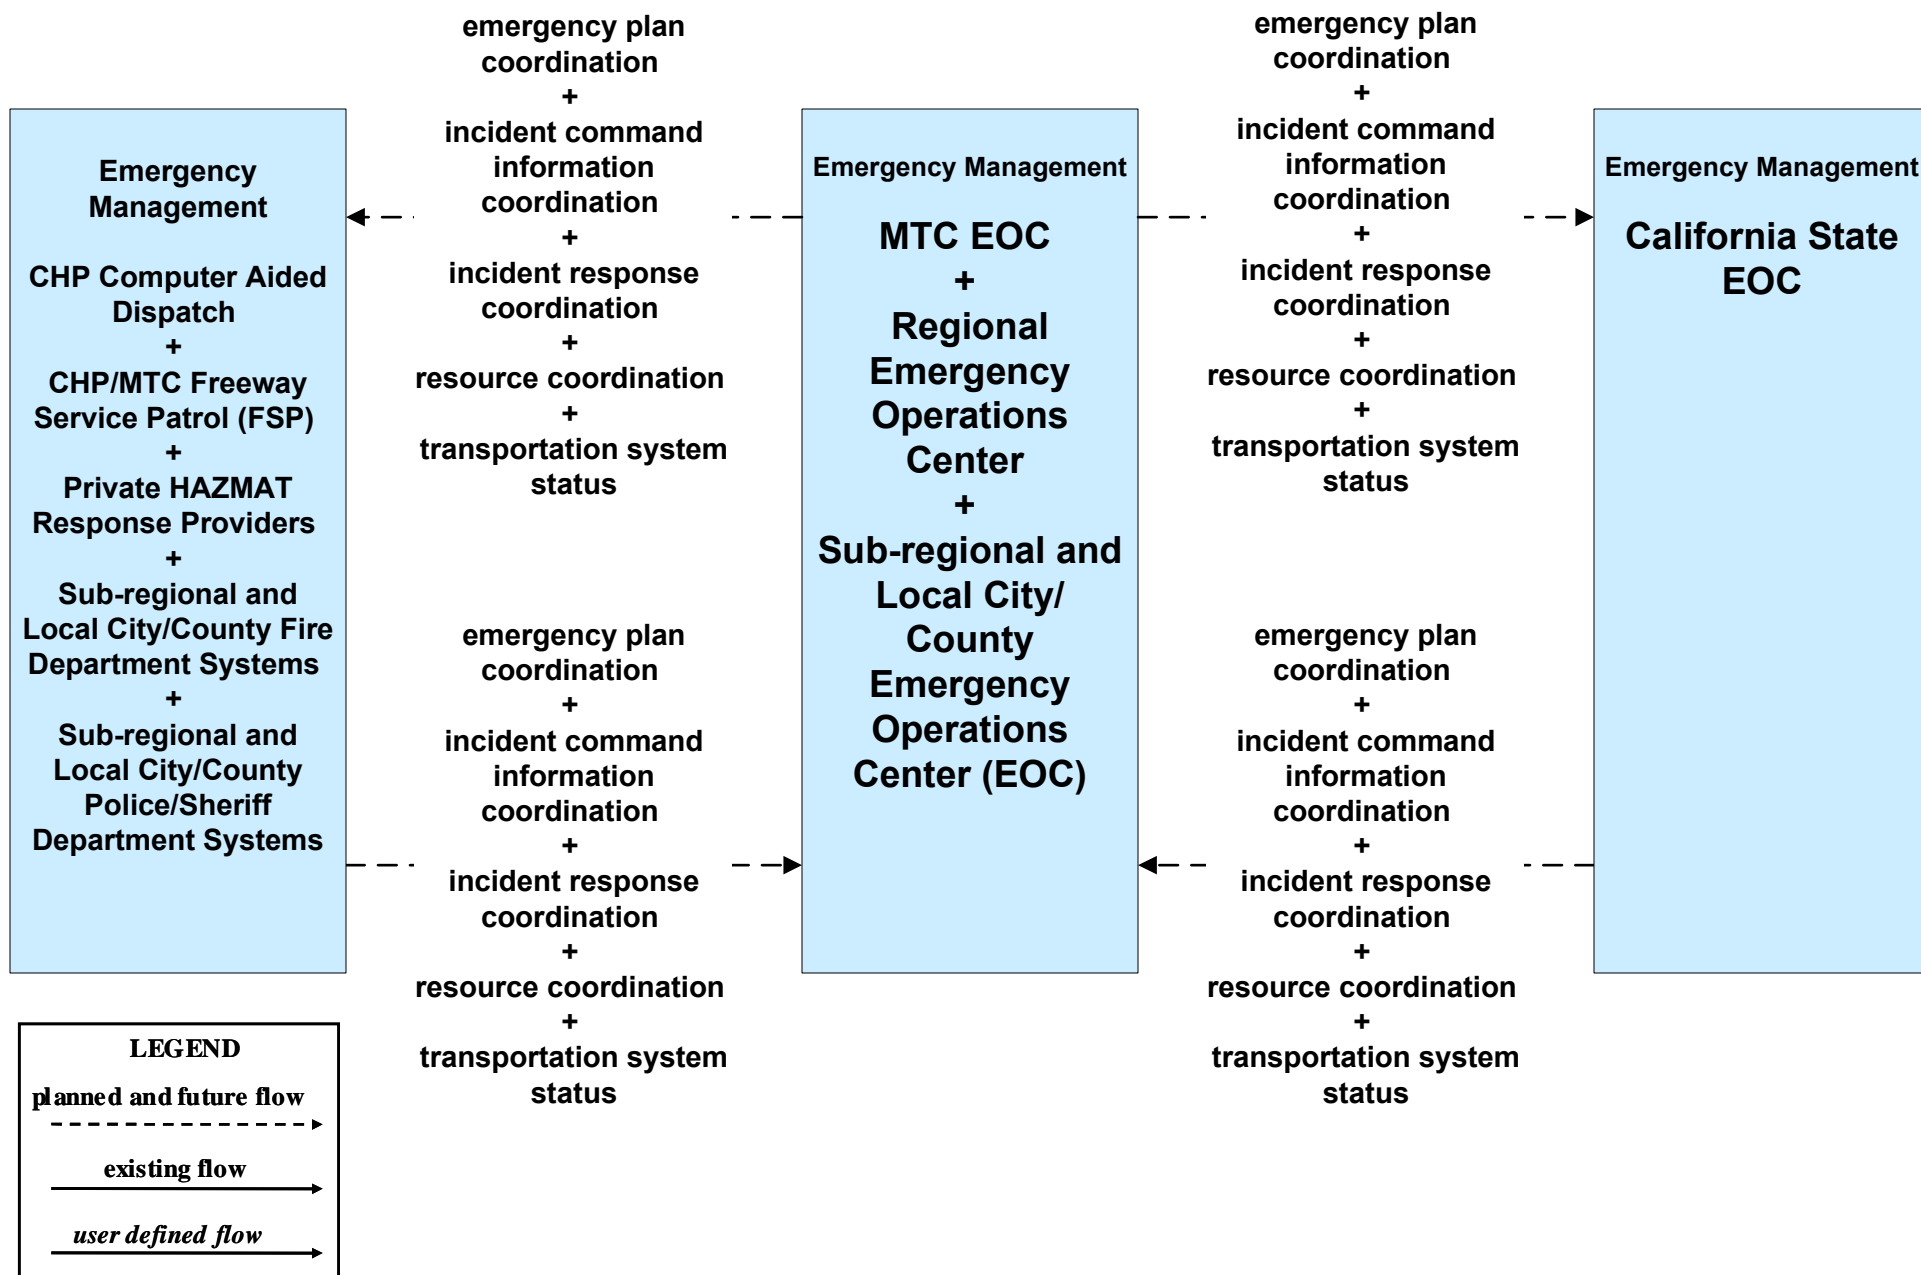 emergency plan
coordination
+
incident command
information
coordination
+
incident response
coordination
+
resource coordination
+
transportation system
status
emergency plan
coordination
+
incident command
information
coordination
+
incident response
coordination
+
resource coordination
+
transportation system
status
Emergency
Management
CHP Computer Aided
Dispatch
+
CHP/MTC Freeway
Service Patrol (FSP)
+
Private HAZMAT
Response Providers
+
Sub-regional and
Local City/County Fire
Department Systems
+
Sub-regional and
Local City/County
Police/Sheriff
Department Systems
Emergency Management
MTC EOC
+
Regional
Emergency
Operations
Center
+
Sub-regional and
Local City/
County
Emergency
Operations
Center (EOC)
Emergency Management
California State
EOC
emergency plan
coordination
+
incident command
information
coordination
+
incident response
coordination
+
resource coordination
+
transportation system
status
emergency plan
coordination
+
incident command
information
coordination
+
incident response
coordination
+
resource coordination
+
transportation system
status
LEGEND
planned and future flow
existing flow
user defined flow